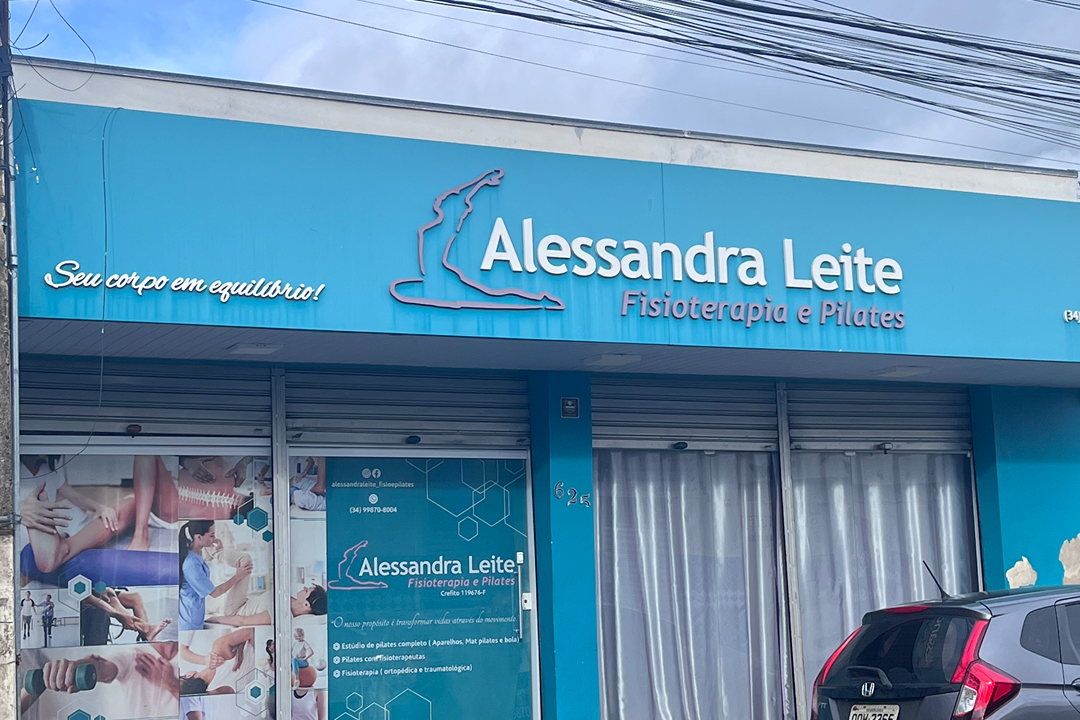 Seu corpo em equilíbrio!
Alessandra Leite
Fisioterapia e Pilates
(34)
625
alessandraleite_fisioepilates
(34) 99870-8004
Alessandra Leite
Fisioterapia e Pilates
Crefito 119676-F
"O nosso propósito é transformar vidas através do movimento.
Estúdio de pilates completo ( Aparelhos, Mat pilates e bola)
Pilates com fisioterapeutas
Fisioterapia ( ortopédica e traumatológica)